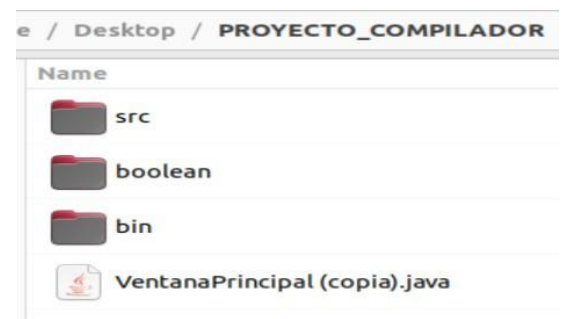 e / Desktop / PROYECTO_COMPILADOR
Name
src
boolean
bin
VentanaPrincipal (copia).java